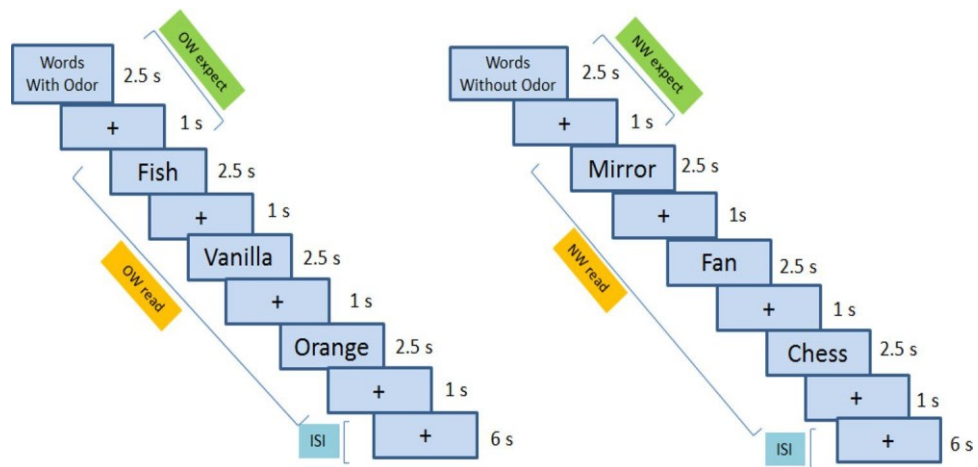 Words
With Odor
2.5 s
OW expect
+
1 s
Fish
2.5 s
+
1 s
Vanilla
2.5 s
OW read
+
1 s
Orange
2.5 s
+
1 s
ISI
+
6 s
Words
Without Odor
2.5 s
NW expect
+
1 s
Mirror
2.5 s
+
1s
Fan
2.5 s
NW read
+
1 s
Chess
2.5 s
+
1 s
ISI
+
6 s